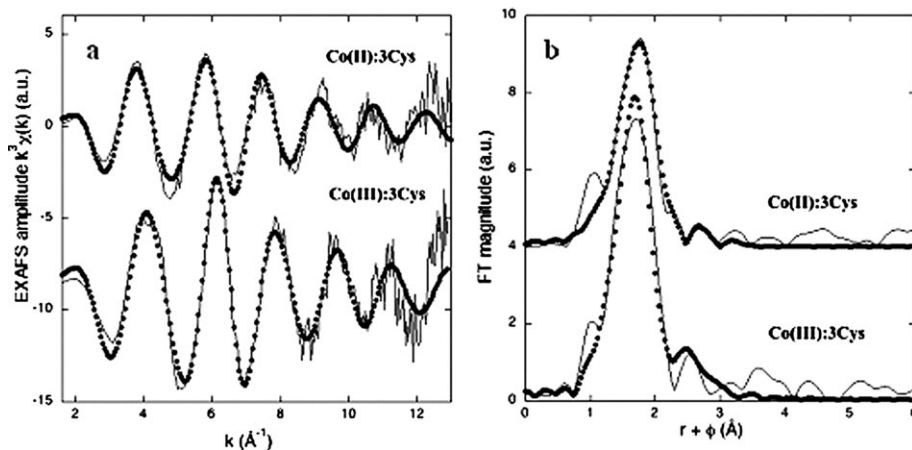 a
Co(II):3Cys
Co(III):3Cys
EXAFS amplitude k³χ(k) (a.u.)
5
0
-5
-10
-15
2
4
6
8
10
12
k (Å⁻¹)
b
Co(II):3Cys
Co(III):3Cys
FT magnitude (a.u.)
10
8
6
4
2
0
0
1
2
3
4
5
6
r + ϕ (Å)